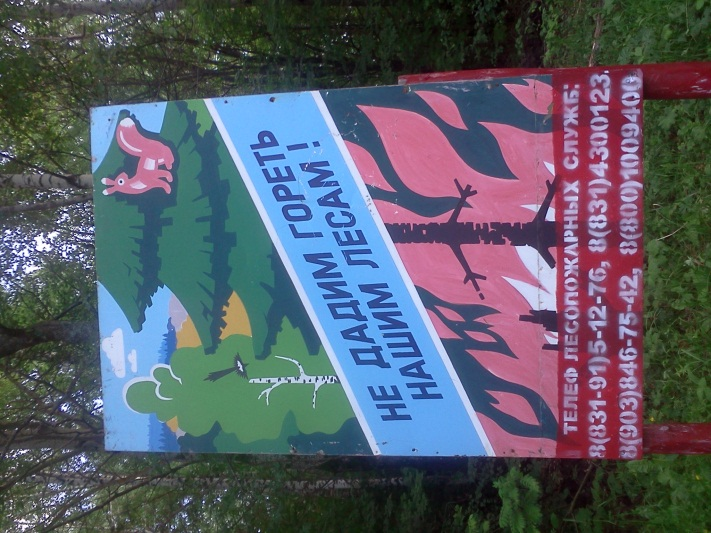 НЕ ДАДИМ ГОРЕТЬ
НАШИМ ЛЕСАМ!
ТЕЛЕФ ЛЕСОПОЖАРНЫХ СЛУЖБ:
8(831-91)5-12-76, 8(831)4300123,
8(903)846-75-42, 8(800)1009400